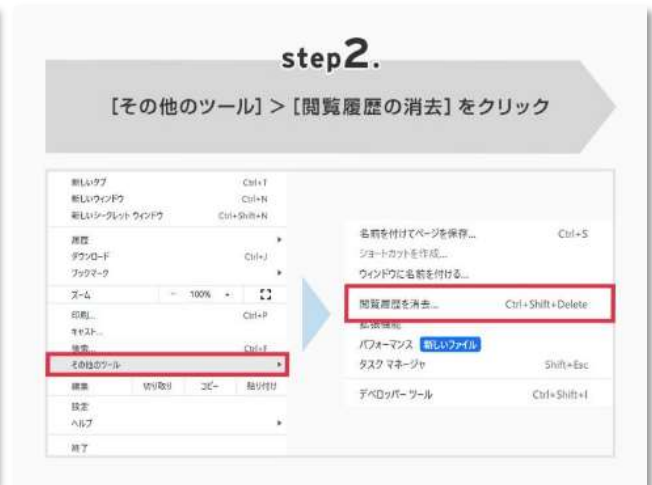 step2.
[その他のツール] > [閲覧履歴の消去] をクリック
新しいタブ Ctrl+T
新しいウィンドウ Ctrl+N
新しいシークレット ウィンドウ Ctrl+Shift+N
履歴
ダウンロード Ctrl+J
ブックマーク
ズーム - 100% +
印刷... Ctrl+P
キャスト...
検索... Ctrl+F
その他のツール
編集 切り取り コピー 貼り付け
設定
ヘルプ
終了
名前を付けてページを保存... Ctrl+S
ショートカットを作成...
ウィンドウに名前を付ける...
閲覧履歴を消去... Ctrl+Shift+Delete
拡張機能
パフォーマンス 新しいファイル
タスク マネージャ Shift+Esc
デベロッパー ツール Ctrl+Shift+I